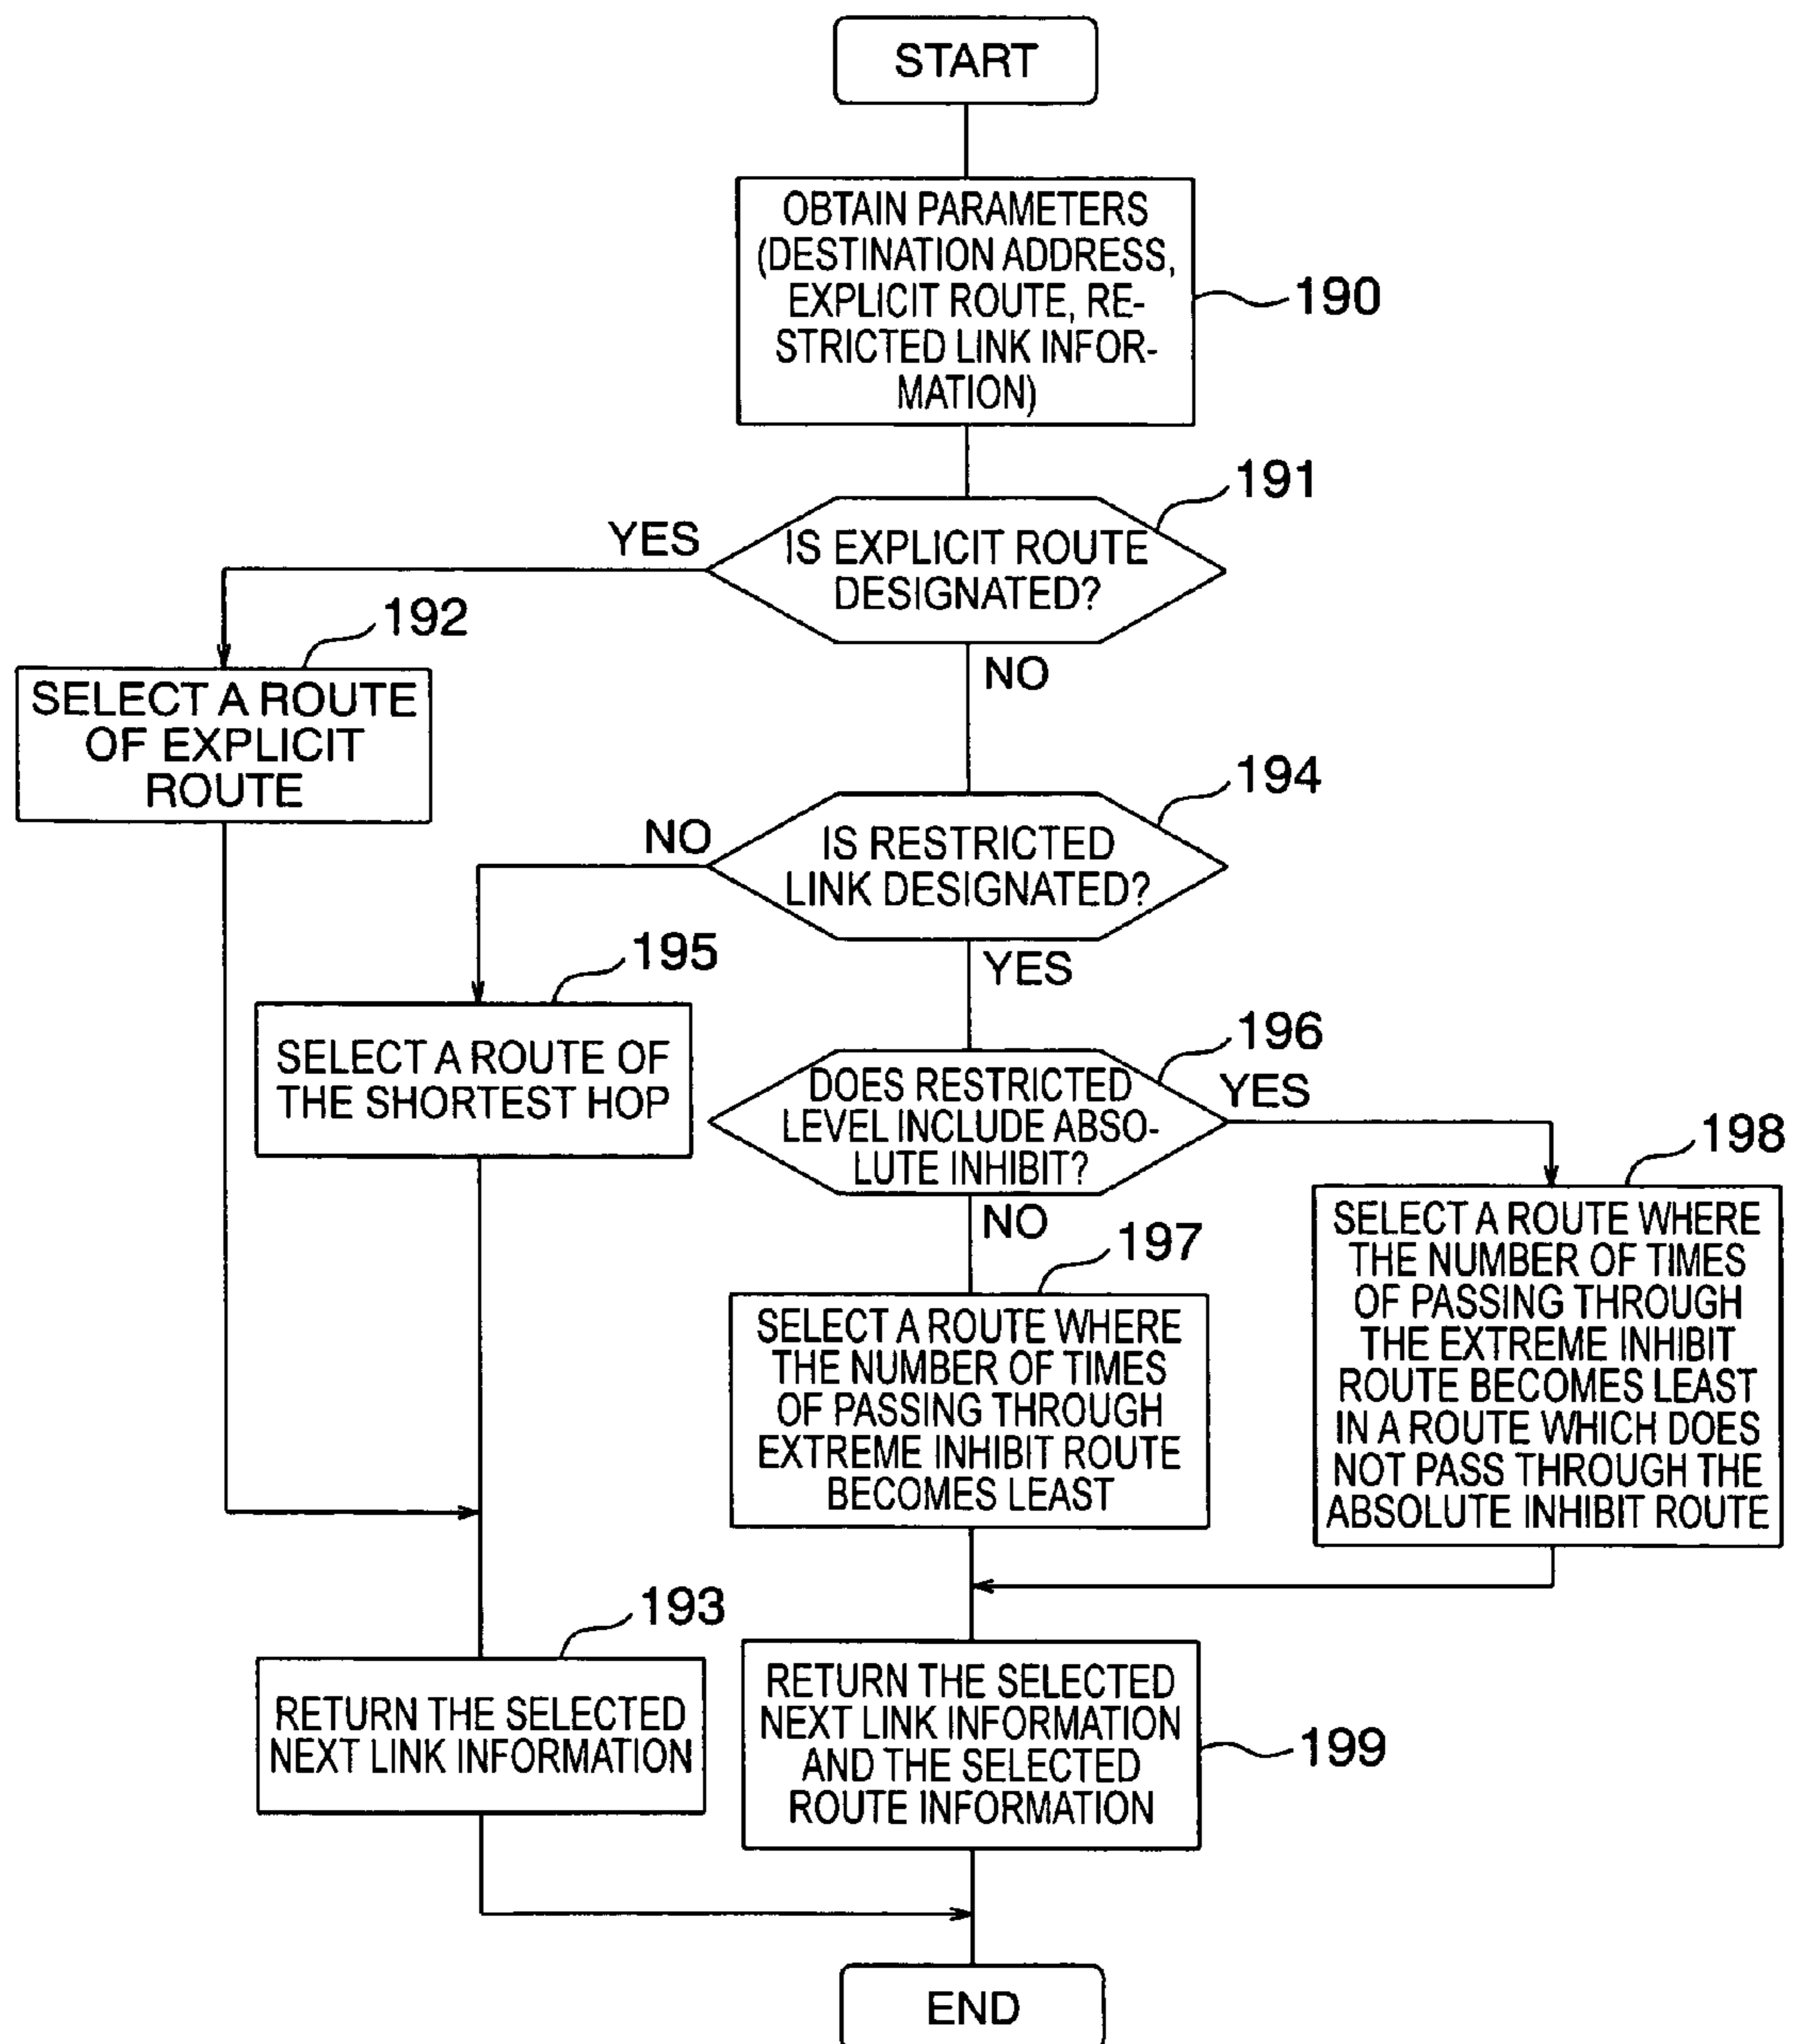 START
OBTAIN PARAMETERS
(DESTINATION ADDRESS,
EXPLICIT ROUTE, RE-
STRICTED LINK INFOR-
MATION)
190
191
IS EXPLICIT ROUTE
DESIGNATED?
YES
NO
192
SELECT A ROUTE
OF EXPLICIT
ROUTE
194
IS RESTRICTED
LINK DESIGNATED?
NO
YES
195
SELECT A ROUTE OF
THE SHORTEST HOP
196
DOES RESTRICTED
LEVEL INCLUDE ABSO-
LUTE INHIBIT?
YES
NO
197
SELECT A ROUTE WHERE
THE NUMBER OF TIMES
OF PASSING THROUGH
EXTREME INHIBIT ROUTE
BECOMES LEAST
198
SELECT A ROUTE WHERE
THE NUMBER OF TIMES
OF PASSING THROUGH
THE EXTREME INHIBIT
ROUTE BECOMES LEAST
IN A ROUTE WHICH DOES
NOT PASS THROUGH THE
ABSOLUTE INHIBIT ROUTE
193
RETURN THE SELECTED
NEXT LINK INFORMATION
RETURN THE SELECTED
NEXT LINK INFORMATION
AND THE SELECTED
ROUTE INFORMATION
199
END